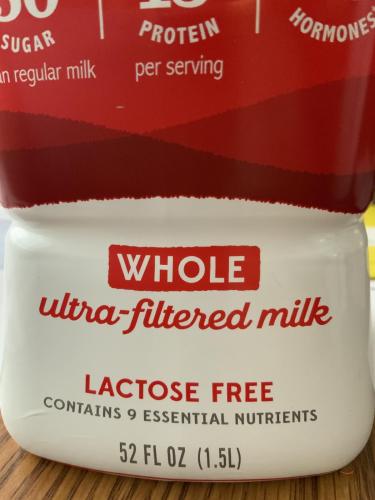 SUGAR
PROTEIN
HORMONES
regular milk
per serving
WHOLE
ultra-filtered milk
LACTOSE FREE
CONTAINS 9 ESSENTIAL NUTRIENTS
52 FL OZ (1.5L)